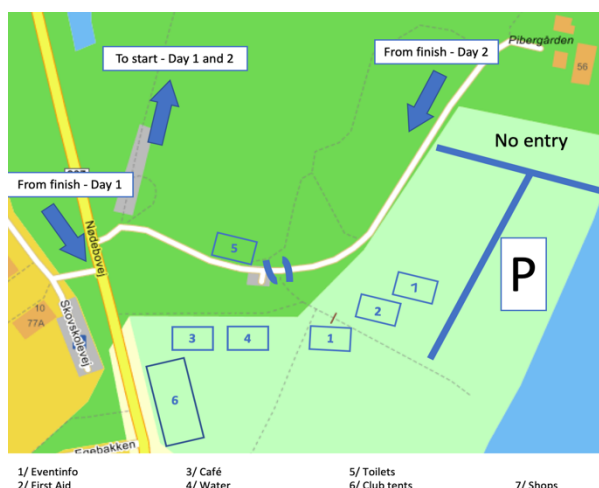 To start - Day 1 and 2
From finish - Day 2
Pibergården
56
No entry
From finish - Day 1
Nødebovej
P
5
7
2
1
10
77A
Skovskolevej
3
4
6
Egebakken
1/ Eventinfo
3/ Café
5/ Toilets
2/ First Aid
4/ Water
6/ Club tents
7/ Shops